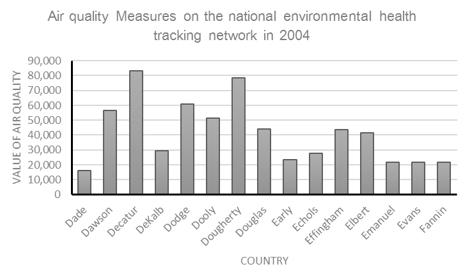 Air quality Measures on the national environmental health
tracking network in 2004
90,000
80,000
70,000
60,000
50,000
40,000
30,000
20,000
10,000
0
VALUE OF AIR QUALITY
Dade
Dawson
Decatur
DeKalb
Dodge
Dooly
Dougherty
Douglas
Early
Echols
Effingham
Elbert
Emanuel
Evans
Fannin
COUNTRY